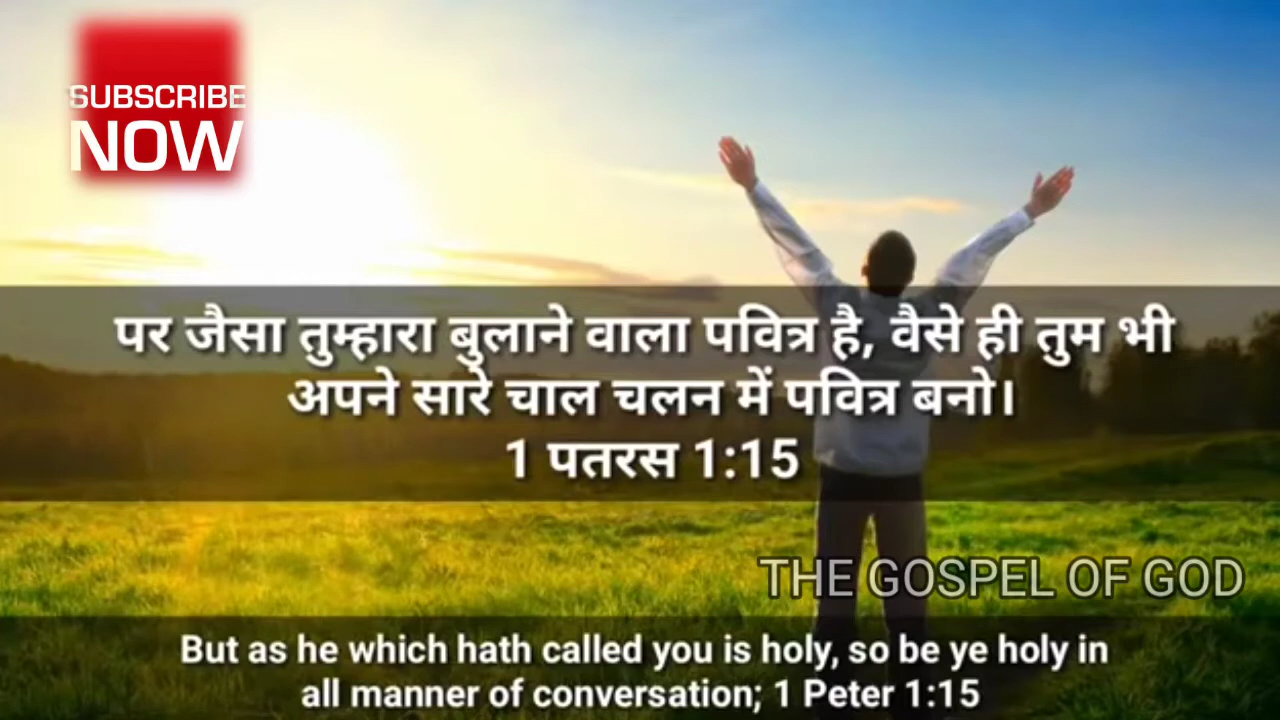 SUBSCRIBE
NOW
पर जैसा तुम्हारा बुलाने वाला पवित्र है, वैसे ही तुम भी
अपने सारे चाल चलन में पवित्र बनो।
1 पतरस 1:15
THE GOSPEL OF GOD
But as he which hath called you is holy, so be ye holy in
all manner of conversation; 1 Peter 1:15